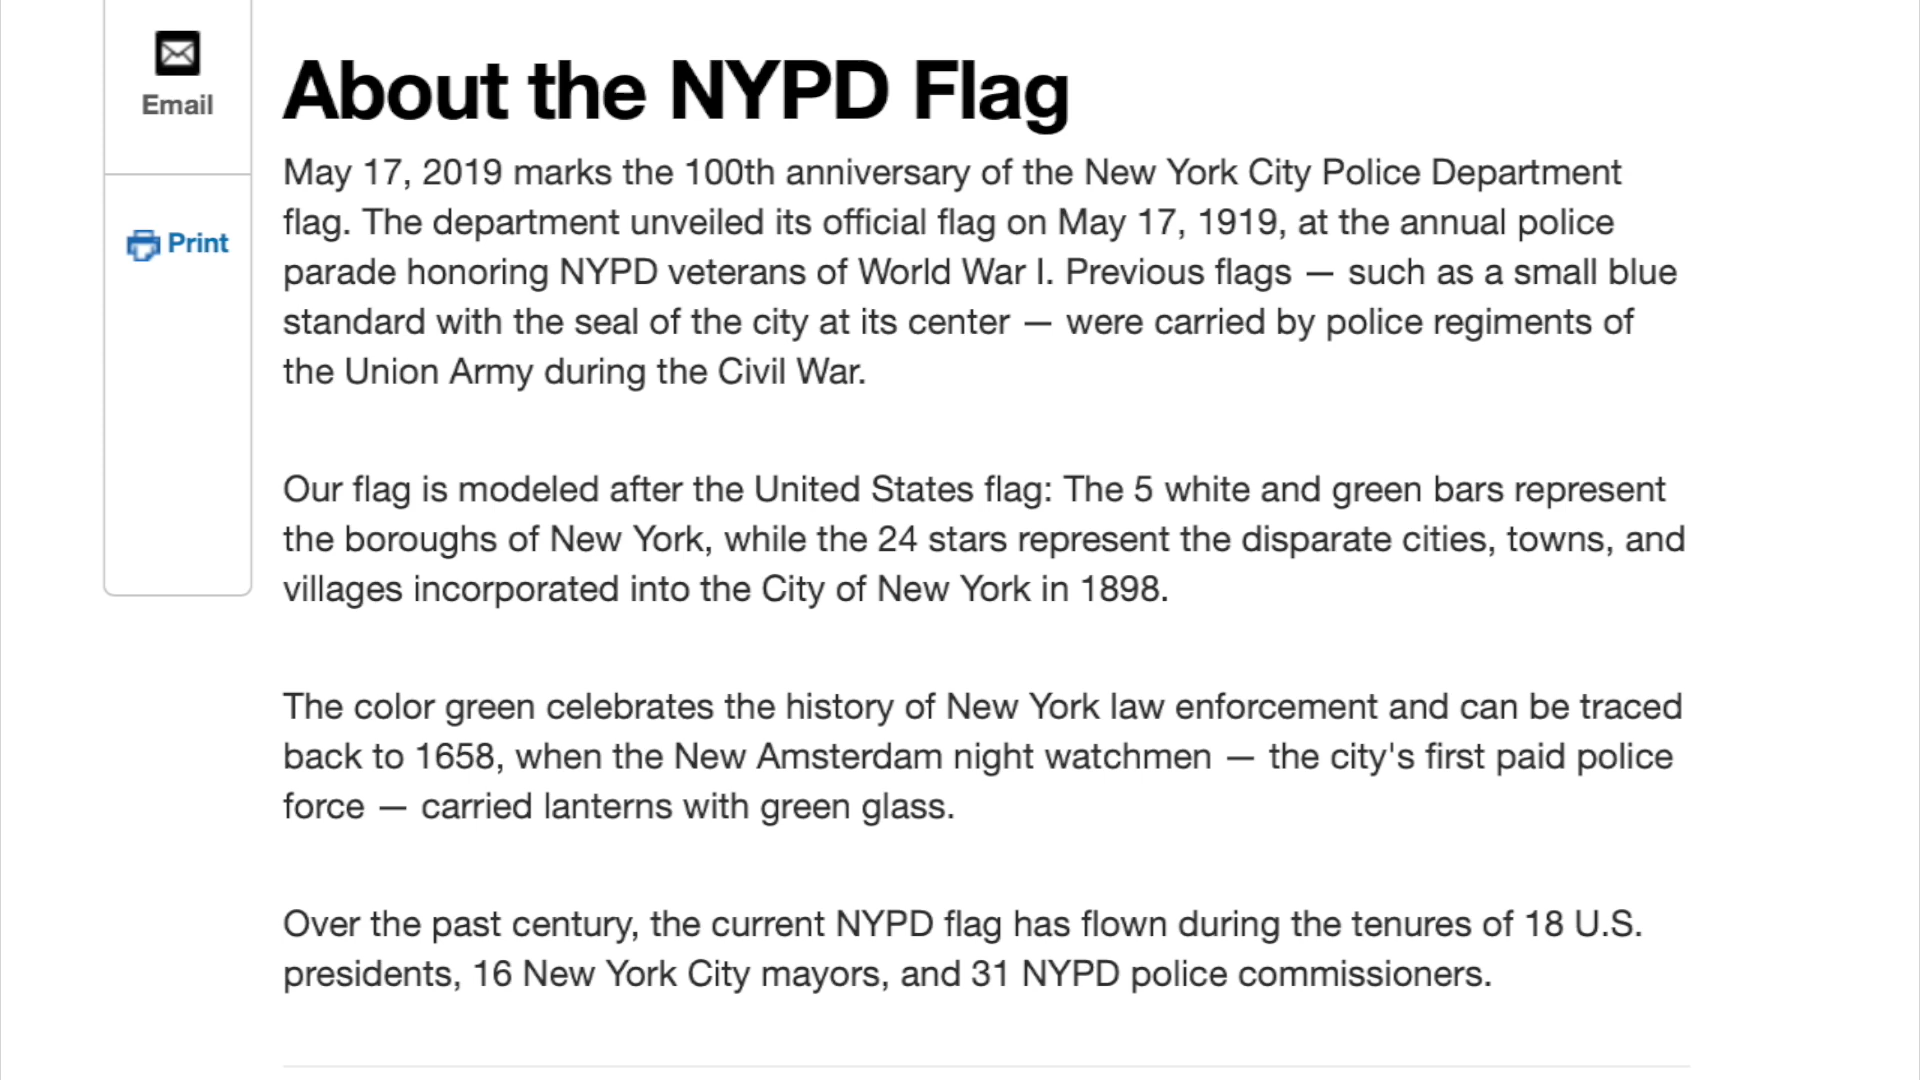 Email
Print
About the NYPD Flag
May 17, 2019 marks the 100th anniversary of the New York City Police Department
flag. The department unveiled its official flag on May 17, 1919, at the annual police
parade honoring NYPD veterans of World War I. Previous flags — such as a small blue
standard with the seal of the city at its center — were carried by police regiments of
the Union Army during the Civil War.
Our flag is modeled after the United States flag: The 5 white and green bars represent
the boroughs of New York, while the 24 stars represent the disparate cities, towns, and
villages incorporated into the City of New York in 1898.
The color green celebrates the history of New York law enforcement and can be traced
back to 1658, when the New Amsterdam night watchmen — the city's first paid police
force — carried lanterns with green glass.
Over the past century, the current NYPD flag has flown during the tenures of 18 U.S.
presidents, 16 New York City mayors, and 31 NYPD police commissioners.